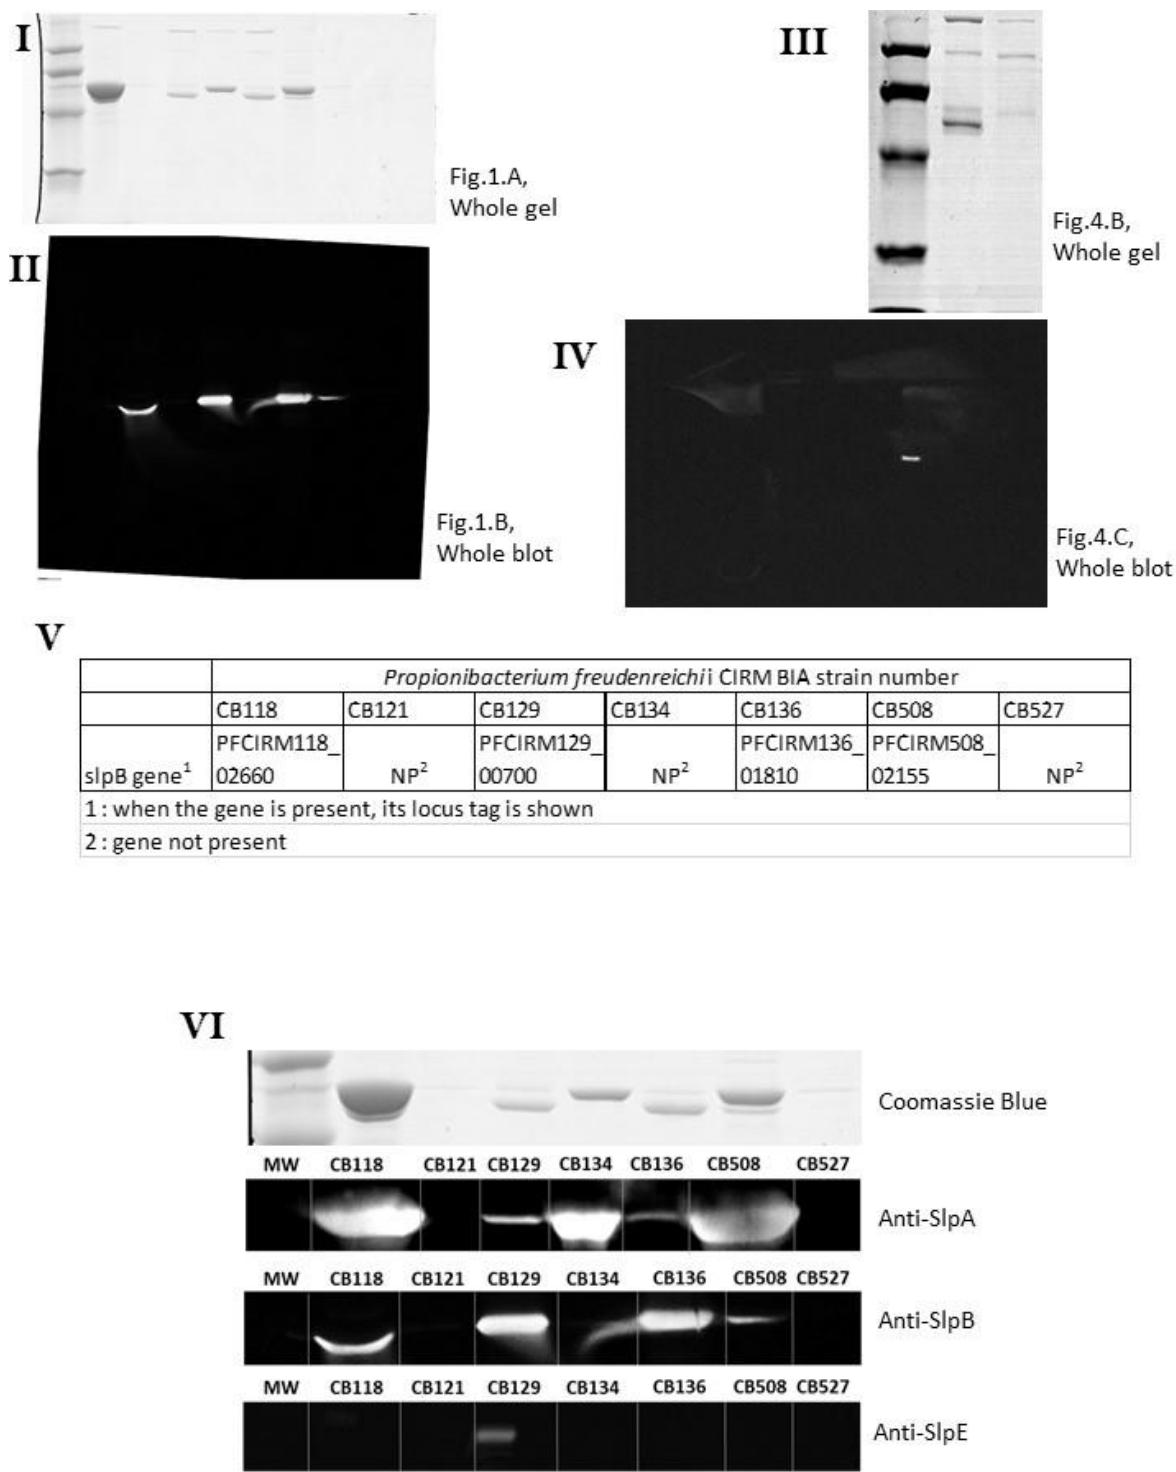 I
Fig.1.A,
Whole gel
II
Fig.1.B,
Whole blot
III
Fig.4.B,
Whole gel
IV
Fig.4.C,
Whole blot
V
Propionibacterium freudenreichii CIRM BIA strain number
CB118 CB121 CB129 CB134 CB136 CB508 CB527
slpB gene¹ PFCIRM118_02660 NP² PFCIRM129_00700 NP² PFCIRM136_01810 PFCIRM508_02155 NP²
1 : when the gene is present, its locus tag is shown
2 : gene not present
VI
Coomassie Blue
MW CB118 CB121 CB129 CB134 CB136 CB508 CB527
Anti-SlpA
MW CB118 CB121 CB129 CB134 CB136 CB508 CB527
Anti-SlpB
MW CB118 CB121 CB129 CB134 CB136 CB508 CB527
Anti-SlpE